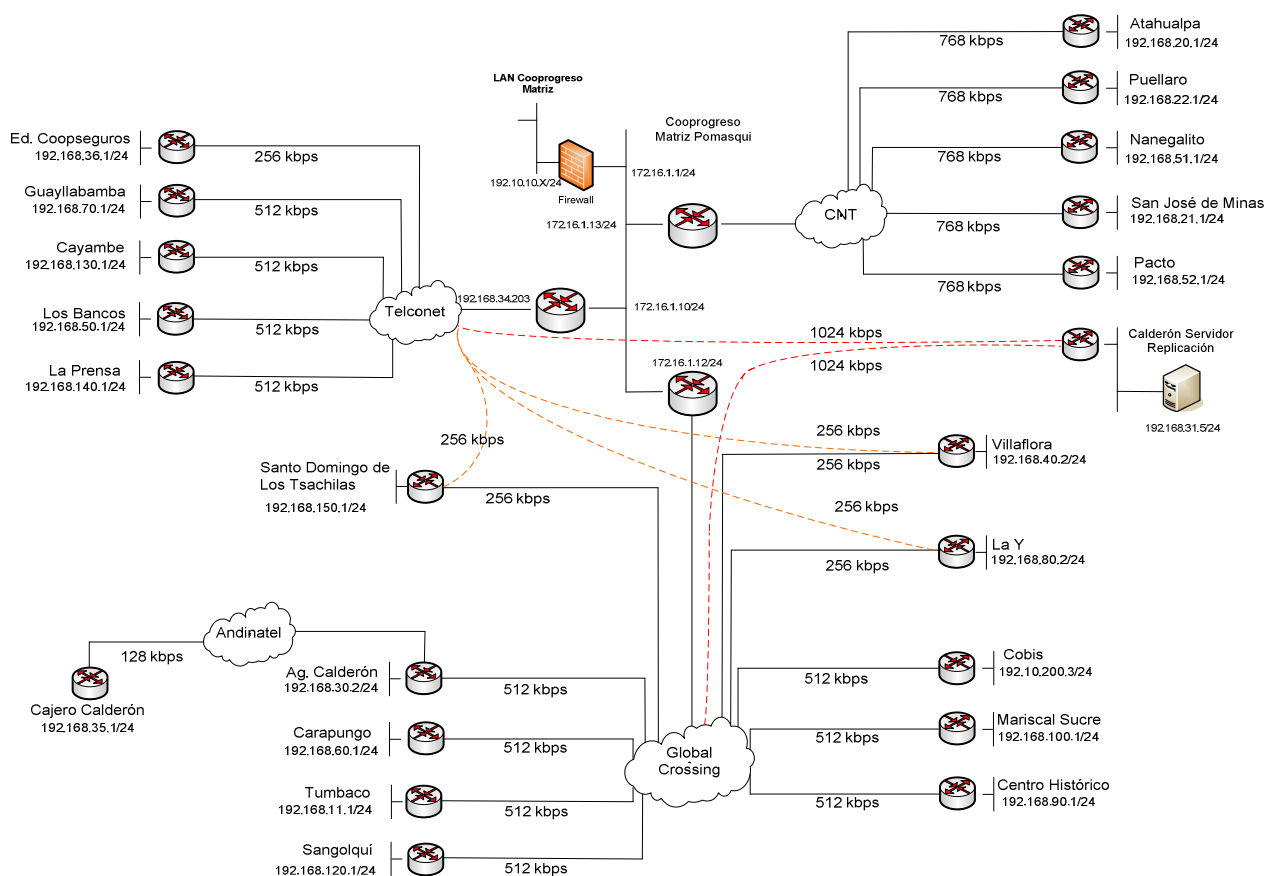 Atahualpa
192.168.20.1/24
768 kbps
LAN Cooprogreso
Matriz
Puellaro
192.168.22.1/24
768 kbps
Cooprogreso
Matriz Pomasqui
Ed. Coopseguros
192.168.36.1/24
256 kbps
Nanegalito
192.168.51.1/24
768 kbps
172.16.1.1/24
192.10.10.X/24
Firewall
Guayllabamba
192.168.70.1/24
512 kbps
San José de Minas
192.168.21.1/24
768 kbps
CNT
172.16.1.13/24
Cayambe
192.168.130.1/24
512 kbps
Pacto
192.168.52.1/24
768 kbps
Telconet
192.168.34.203
172.16.1.10/24
Los Bancos
192.168.50.1/24
512 kbps
1024 kbps
1024 kbps
Calderón Servidor
Replicación
192.168.31.5/24
La Prensa
192.168.140.1/24
512 kbps
172.16.1.12/24
256 kbps
256 kbps
256 kbps
Villaflora
192.168.40.2/24
Santo Domingo de
Los Tsachilas
192.168.150.1/24
256 kbps
256 kbps
256 kbps
La Y
192.168.80.2/24
Andinatel
128 kbps
Cajero Calderón
192.168.35.1/24
Ag. Calderón
192.168.30.2/24
512 kbps
Cobis
192.10.200.3/24
512 kbps
Carapungo
192.168.60.1/24
512 kbps
Global
Crossing
Mariscal Sucre
192.168.100.1/24
512 kbps
Tumbaco
192.168.11.1/24
512 kbps
Centro Histórico
192.168.90.1/24
512 kbps
Sangolquí
192.168.120.1/24
512 kbps